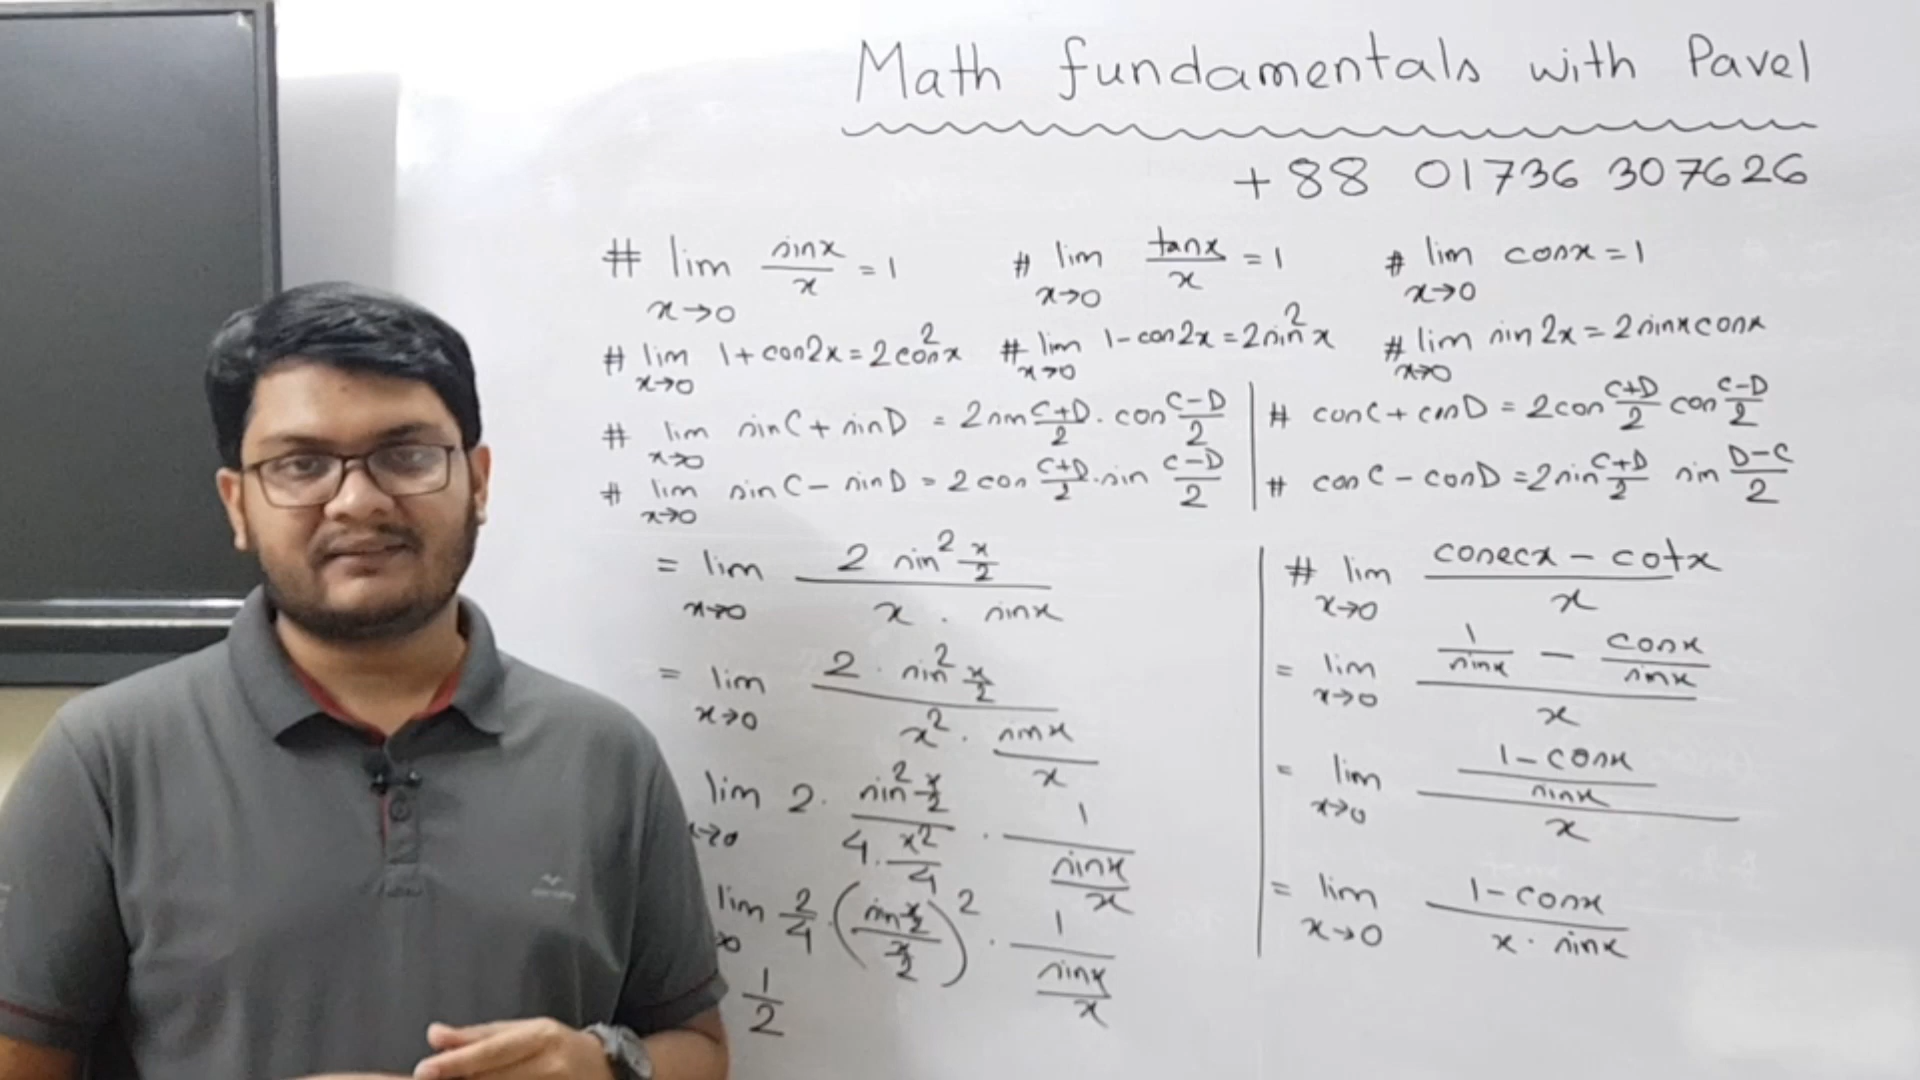 Math fundamentals with Pavel
+88 01736 307626
# lim x→0 sinx/x = 1 # lim x→0 tanx/x = 1 # lim x→0 cosx = 1
# lim x→0 1+cos2x = 2cos²x # lim x→0 1-cos2x = 2sin²x # lim x→0 sin2x = 2sinxcosx
# lim x→0 sinC + sinD = 2sin C+D/2 . cos C-D/2
# cosC + cosD = 2cos C+D/2 cos C-D/2
# lim x→0 sinC - sinD = 2cos C+D/2 . sin C-D/2
# cosC - cosD = 2sin C+D/2 sin D-C/2
# lim x→0 cosecx - cotx / x
= lim x→0 1/sinx - cosx/sinx / x
= lim x→0 1-cosx/sinx / x
= lim x→0 1-cosx / x . sinx
= lim x→0 2 sin² x/2 / x . sinx
= lim x→0 2 . sin² x/2 / x² . sinx/x
lim x→0 2 . sin² x/2 / 4 . x²/4 . 1 / sinx/x
lim →0 2/4 . (sin x/2 / x/2)² . 1 / sinx/x
1/2